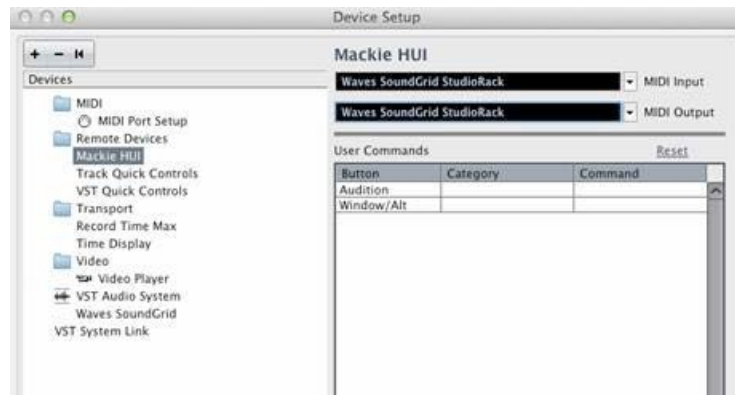 Device Setup
+ -
Devices
MIDI
MIDI Port Setup
Remote Devices
Mackie HUI
Track Quick Controls
VST Quick Controls
Transport
Record Time Max
Time Display
Video
Video Player
VST Audio System
Waves SoundGrid
VST System Link
Mackie HUI
Waves SoundGrid StudioRack MIDI Input
Waves SoundGrid StudioRack MIDI Output
User Commands Reset
Button Category Command
Audition
Window/Alt